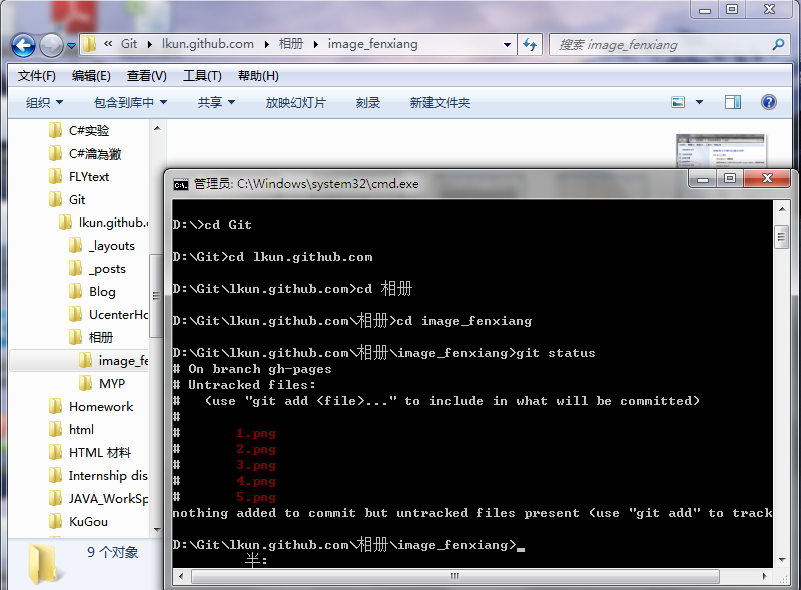 « Git ▸ lkun.github.com ▸ 相册 ▸ image_fenxiang
搜索 image_fenxiang
文件(F) 编辑(E) 查看(V) 工具(T) 帮助(H)
组织 包含到库中 共享 放映幻灯片 刻录 新建文件夹
C#实验
C#瀹為獙
FLYtext
Git
lkun.github.
_layouts
_posts
Blog
UcenterHo
相册
image_fe
MYP
Homework
html
HTML 材料
Internship dis
JAVA_WorkSp
KuGou
9 个对象
管理员: C:\Windows\system32\cmd.exe
D:\>cd Git
D:\Git>cd lkun.github.com
D:\Git\lkun.github.com>cd 相册
D:\Git\lkun.github.com\相册>cd image_fenxiang
D:\Git\lkun.github.com\相册\image_fenxiang>git status
# On branch gh-pages
# Untracked files:
#   (use "git add <file>..." to include in what will be committed)
#
#       1.png
#       2.png
#       3.png
#       4.png
#       5.png
nothing added to commit but untracked files present (use "git add" to track
D:\Git\lkun.github.com\相册\image_fenxiang>_
半: